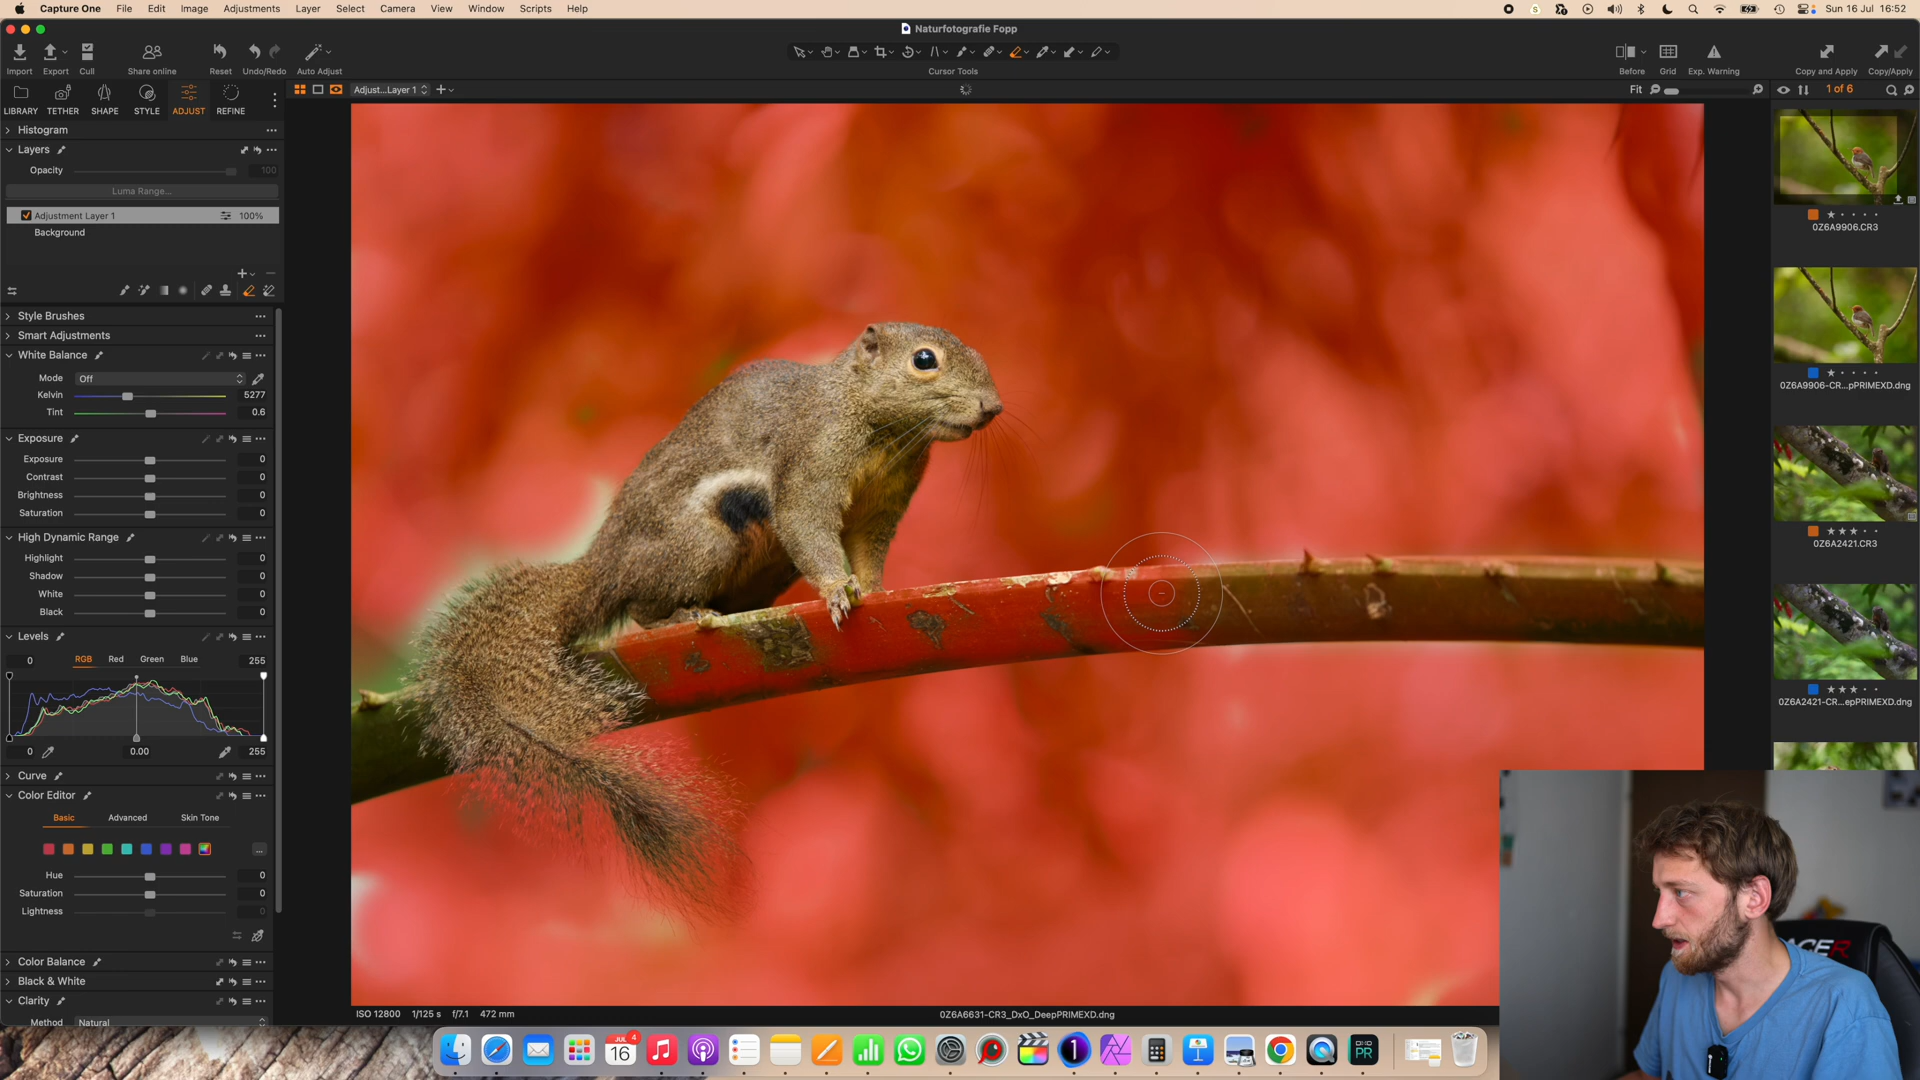 Capture One File Edit Image Adjustments Layer Select Camera View Window Scripts Help Sun 16 Jul 16:52
Naturfotografie Fopp
Import Export Cull Share online Reset Undo/Redo Auto Adjust Cursor Tools Before Grid Exp. Warning Copy and Apply Copy/Apply
LIBRARY TETHER SHAPE STYLE ADJUST REFINE
Adjust...Layer 1
Fit
1 of 6
Histogram
Layers
Opacity 100
Luma Range...
Adjustment Layer 1 100%
Background
Style Brushes
Smart Adjustments
White Balance
Mode Off
Kelvin 5277
Tint 0.6
Exposure
Exposure 0
Contrast 0
Brightness 0
Saturation 0
High Dynamic Range
Highlight 0
Shadow 0
White 0
Black 0
Levels
0 RGB Red Green Blue 255
0 0.00 255
Curve
Color Editor
Basic Advanced Skin Tone
...
Hue 0
Saturation 0
Lightness 0
Color Balance
Black & White
Clarity
Method Natural
0Z6A9906.CR3
0Z6A9906-CR...pPRIMEXD.dng
0Z6A2421.CR3
0Z6A2421-CR...epPRIMEXD.dng
ISO 12800 1/125 s f/7.1 472 mm
0Z6A6631-CR3_DxO_DeepPRIMEXD.dng
JUL
16
4
1
DXO
PR
ACER